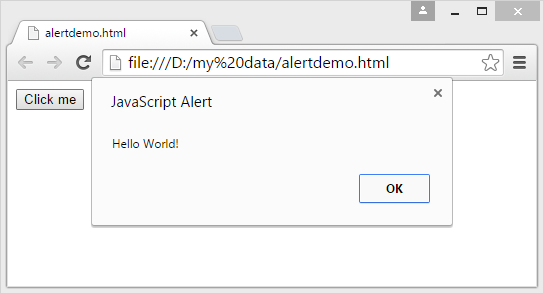 alertdemo.html
file:///D:/my%20data/alertdemo.html
Click me
JavaScript Alert
Hello World!
OK